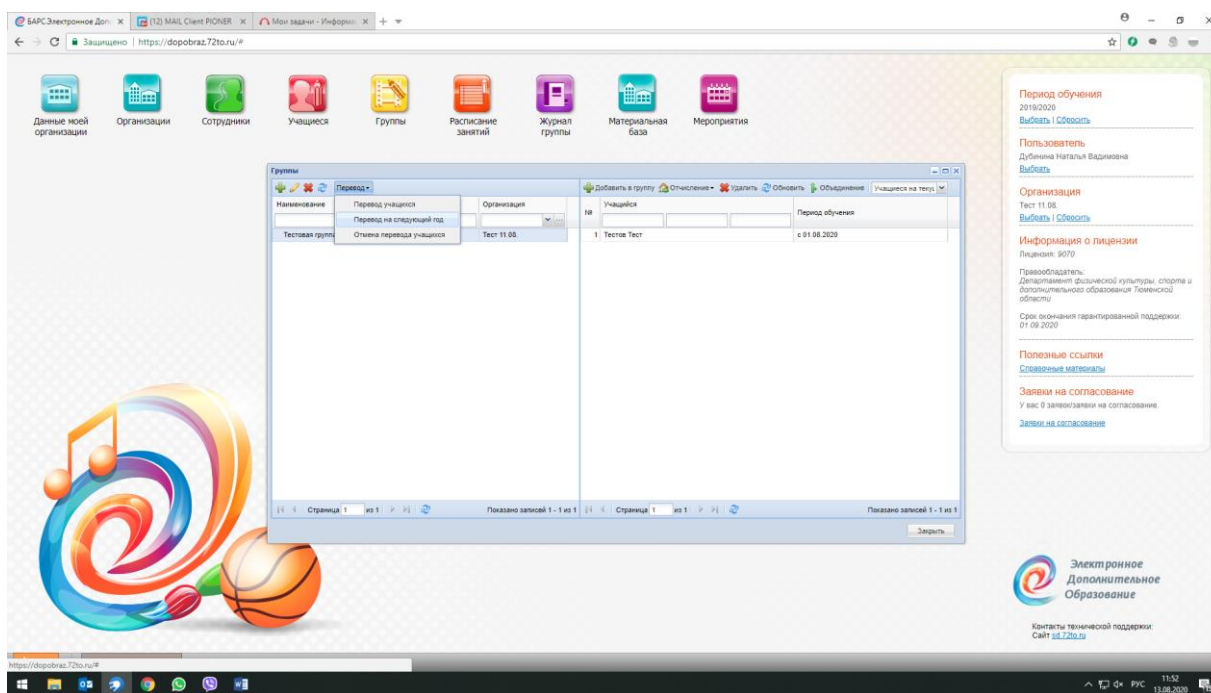 БАРС.Электронное Допо
(12) MAIL Client PIONER
Мои задачи - Информ
Защищено | https://dopobraz.72to.ru/#
Данные моей организации
Организации
Сотрудники
Учащиеся
Группы
Расписание занятий
Журнал группы
Материальная база
Мероприятия
Группы
Перевод
Перевод учащихся
Перевод на следующий год
Отмена перевода учащихся
Наименование
Организация
Тестовая групп
Тест 11.08.
Добавить в группу
Отчисление
Удалить
Обновить
Объединение
Учащиеся на текущ
№
Учащийся
Период обучения
1 Тестов Тест
с 01.08.2020
Страница 1 из 1
Показано записей 1 - 1 из 1
Страница 1 из 1
Показано записей 1 - 1 из 1
Закрыть
Период обучения
2019/2020
Выбрать | Сбросить
Пользователь
Дубинина Наталья Вадимовна
Выбрать
Организация
Тест 11.08.
Выбрать | Сбросить
Информация о лицензии
Лицензия: 9070
Правообладатель:
Департамент физической культуры, спорта и
дополнительного образования Тюменской
области
Срок окончания гарантированной поддержки:
01.09.2020
Полезные ссылки
Справочные материалы
Заявки на согласование
У вас 0 заявок/заявки на согласование.
Заявки на согласование
Электронное
Дополнительное
Образование
Контакты технической поддержки:
Сайт sd.72to.ru
https://dopobraz.72to.ru/#
РУС
11:52
13.08.2020